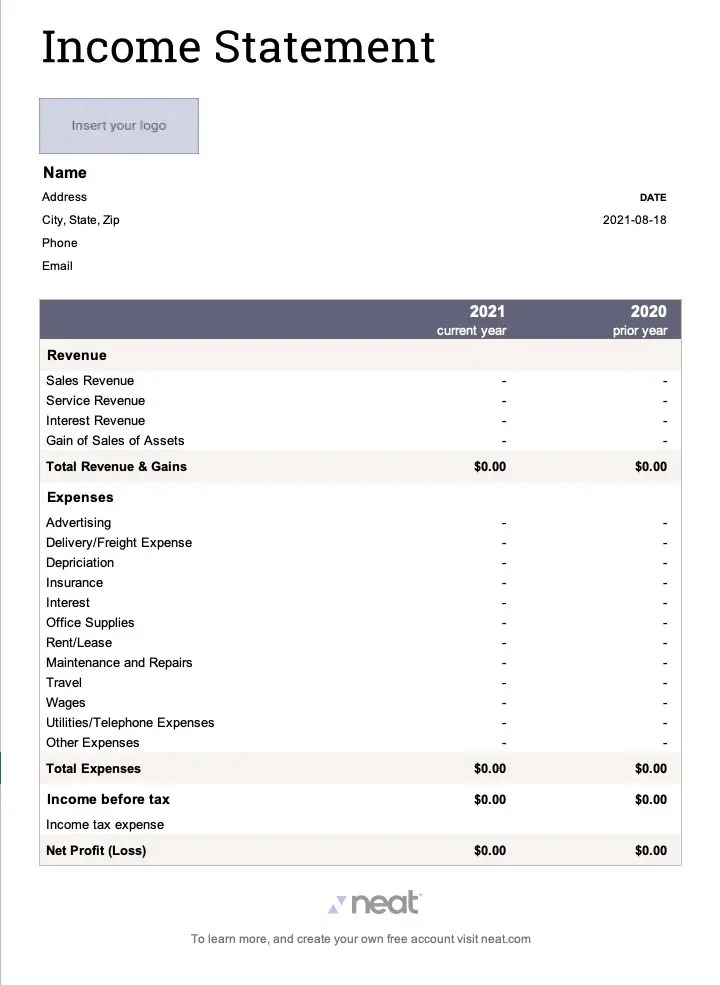 Income Statement
Insert your logo
Name
Address DATE
City, State, Zip 2021-08-18
Phone
Email
2021 2020
current year prior year
Revenue
Sales Revenue - -
Service Revenue - -
Interest Revenue - -
Gain of Sales of Assets - -
Total Revenue & Gains $0.00 $0.00
Expenses
Advertising - -
Delivery/Freight Expense - -
Depriciation - -
Insurance - -
Interest - -
Office Supplies - -
Rent/Lease - -
Maintenance and Repairs - -
Travel - -
Wages - -
Utilities/Telephone Expenses - -
Other Expenses - -
Total Expenses $0.00 $0.00
Income before tax $0.00 $0.00
Income tax expense
Net Profit (Loss) $0.00 $0.00
neat™
To learn more, and create your own free account visit neat.com